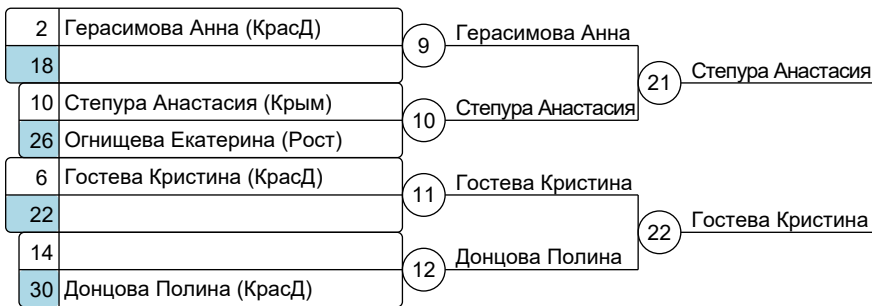 2 Герасимова Анна (КрасД)
18
10 Степура Анастасия (Крым)
26 Огнищева Екатерина (Рост)
6 Гостева Кристина (КрасД)
22
14
30 Донцова Полина (КрасД)
9 Герасимова Анна
10 Степура Анастасия
11 Гостева Кристина
12 Донцова Полина
21 Степура Анастасия
22 Гостева Кристина